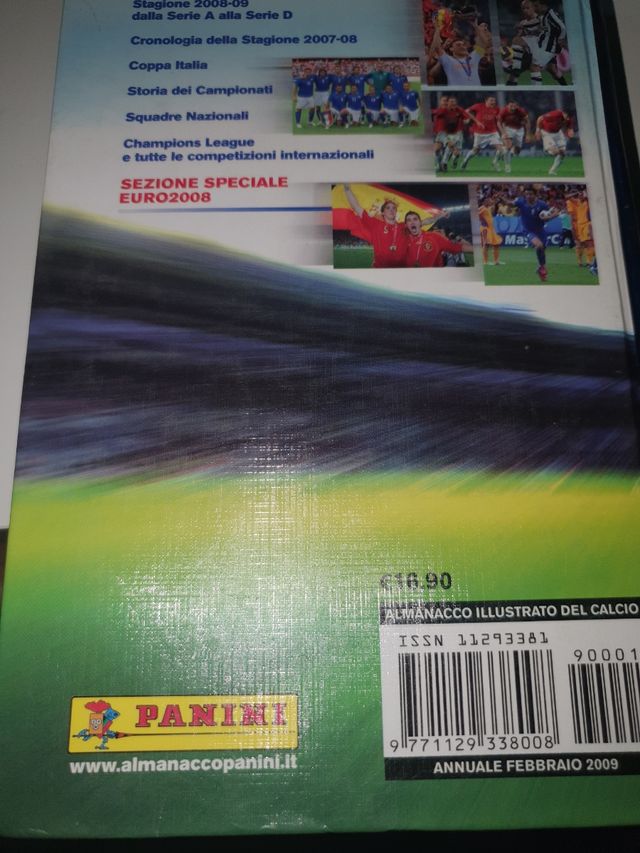 Stagione 2008-09
dalla Serie A alla Serie D
Cronologia della Stagione 2007-08
Coppa Italia
Storia dei Campionati
Squadre Nazionali
Champions League
e tutte le competizioni internazionali
SEZIONE SPECIALE
EURO2008
MasterC
€16.90
ALMANACCO ILLUSTRATO DEL CALCIO
ISSN 11293381
90001
9 771129 338008
ANNUALE FEBBRAIO 2009
PANINI
www.almanaccopanini.it